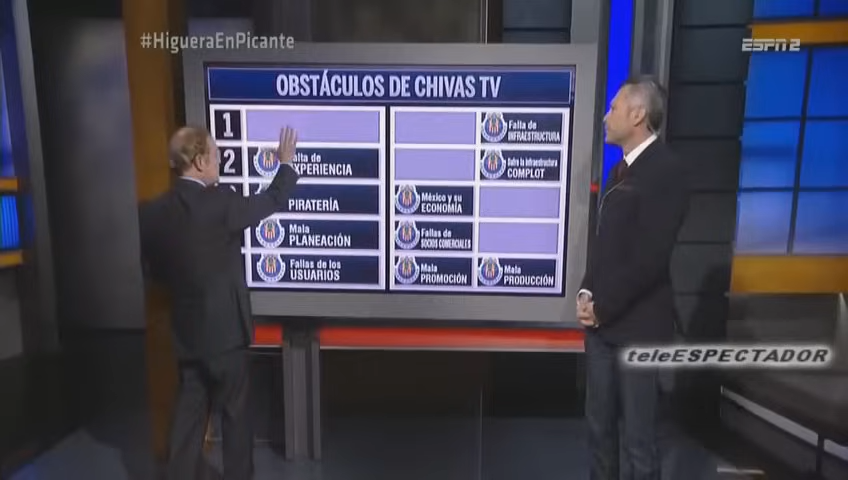 #HigueraEnPicante
ESPN 2
OBSTÁCULOS DE CHIVAS TV
1
Falta de
INFRAESTRUCTURA
2
Falta de
EXPERIENCIA
Sufre la infraestructura
COMPLOT
PIRATERÍA
México y su
ECONOMÍA
Mala
PLANEACIÓN
Fallas de
SOCIOS COMERCIALES
Fallas de los
USUARIOS
Mala
PROMOCIÓN
Mala
PRODUCCIÓN
teleESPECTADOR